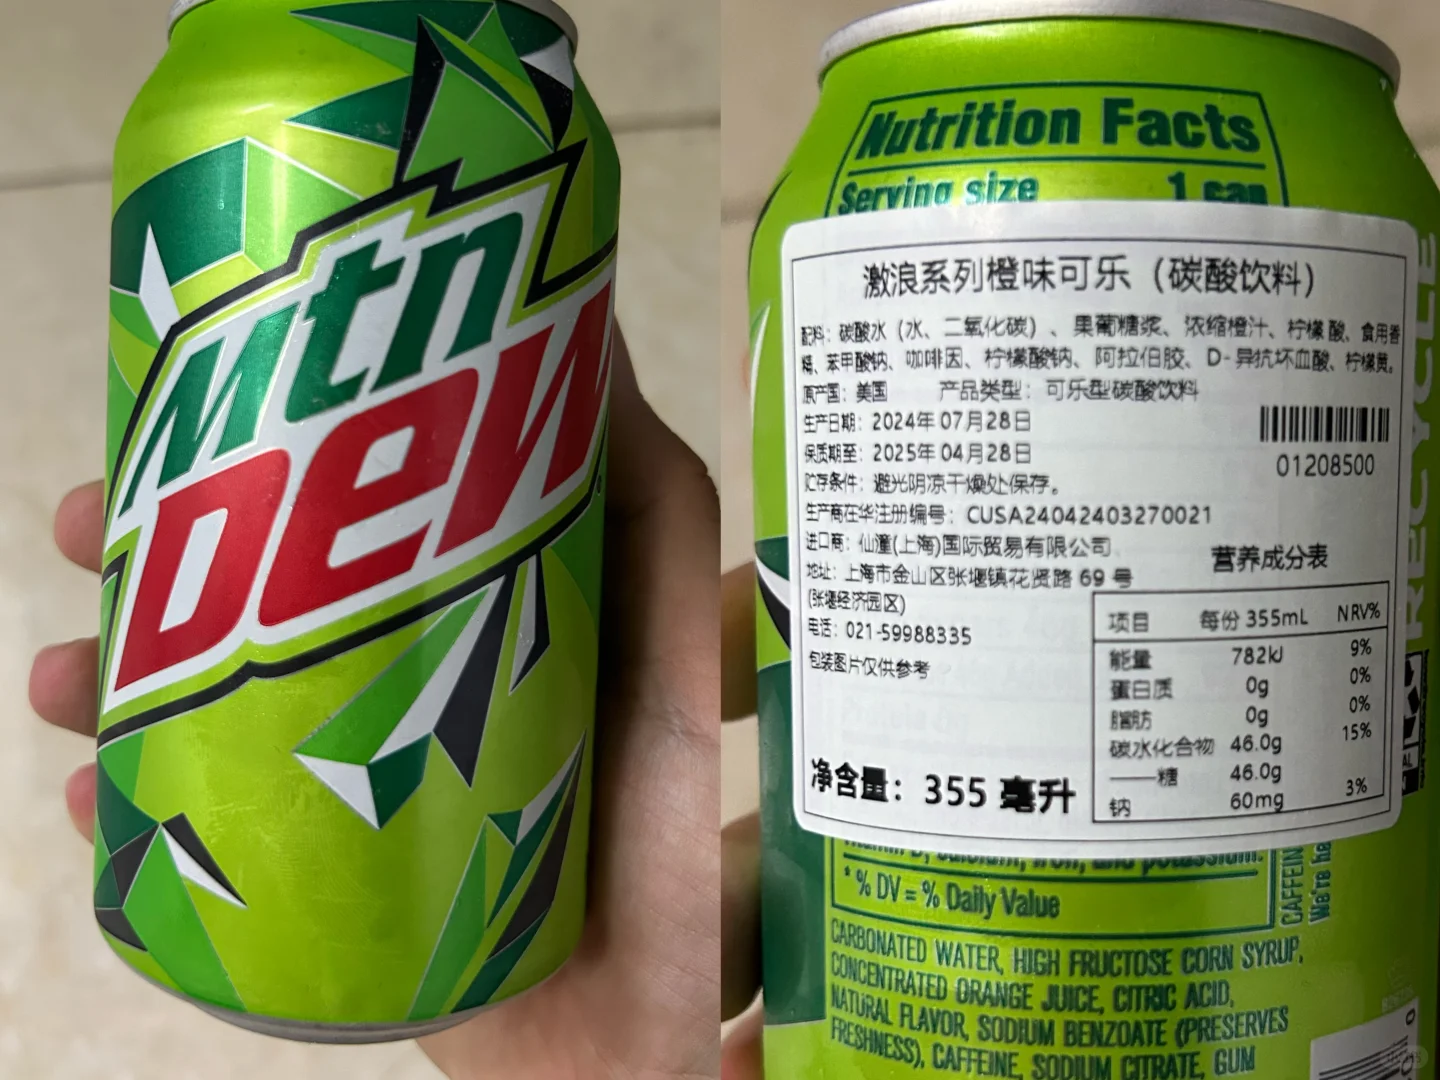 Mtn
Dew
Nutrition Facts
Serving size 1 can
激浪系列橙味可乐（碳酸饮料）
配料：碳酸水（水、二氧化碳）、果葡糖浆、浓缩橙汁、柠檬酸、食用香
精、苯甲酸钠、咖啡因、柠檬酸钠、阿拉伯胶、D-异抗坏血酸、柠檬黄。
原产国：美国 产品类型：可乐型碳酸饮料
生产日期：2024年07月28日
保质期至：2025年04月28日
01208500
贮存条件：避光阴凉干燥处保存。
生产商在华注册编号：CUSA24042403270021
进口商：仙潼(上海)国际贸易有限公司
地址：上海市金山区张堰镇花贤路 69 号
(张堰经济园区)
电话：021-59988335
包装图片仅供参考
净含量：355 毫升
营养成分表
项目 每份 355mL NRV%
能量 782kJ 9%
蛋白质 0g 0%
脂肪 0g 0%
碳水化合物 46.0g 15%
——糖 46.0g
钠 60mg 3%
calcium, iron, and potassium.
* % DV = % Daily Value
CARBONATED WATER, HIGH FRUCTOSE CORN SYRUP,
CONCENTRATED ORANGE JUICE, CITRIC ACID,
NATURAL FLAVOR, SODIUM BENZOATE (PRESERVES
FRESHNESS), CAFFEINE, SODIUM CITRATE, GUM
CAFFEIN
We're he
RECYCLE